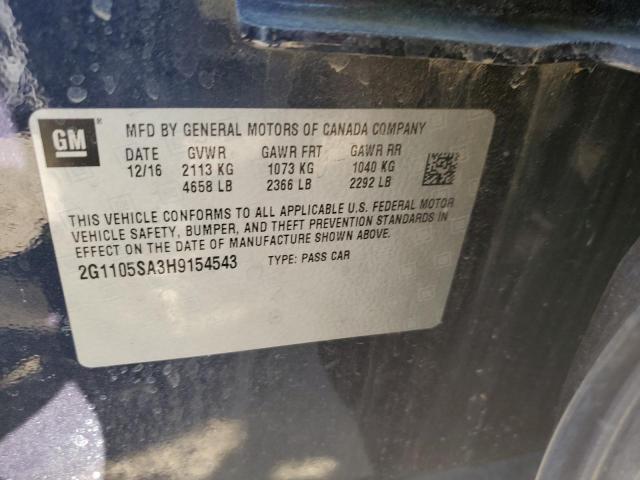 GM ®
MFD BY GENERAL MOTORS OF CANADA COMPANY
DATE GVWR GAWR FRT GAWR RR
12/16 2113 KG 1073 KG 1040 KG
4658 LB 2366 LB 2292 LB
THIS VEHICLE CONFORMS TO ALL APPLICABLE U.S. FEDERAL MOTOR
VEHICLE SAFETY, BUMPER, AND THEFT PREVENTION STANDARDS IN
EFFECT ON THE DATE OF MANUFACTURE SHOWN ABOVE.
2G1105SA3H9154543 TYPE: PASS CAR